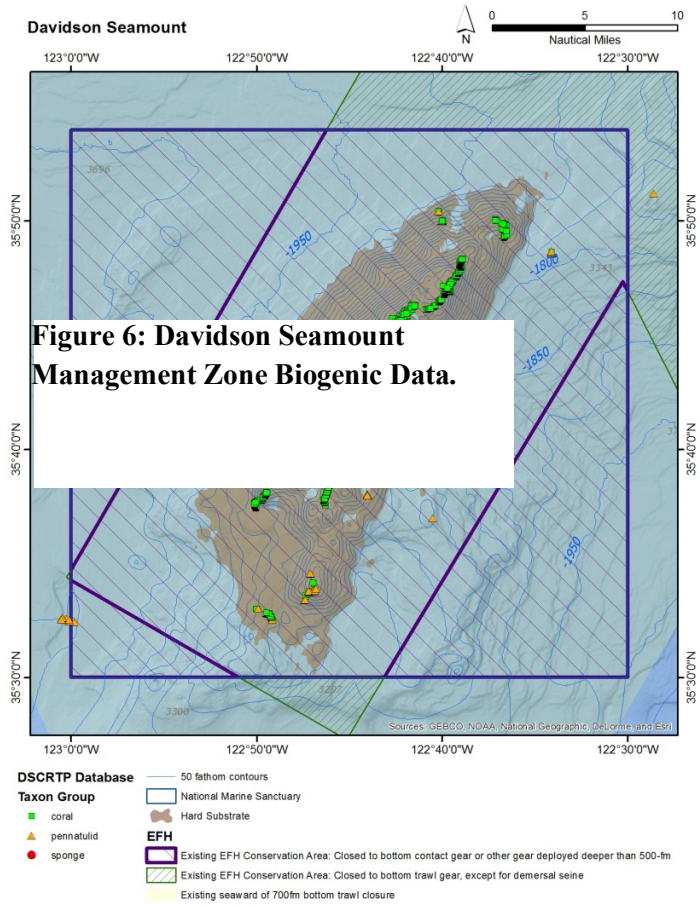 Davidson Seamount
N
0 5 10
Nautical Miles
123°0'0"W 122°50'0"W 122°40'0"W 122°30'0"W
3696
35°50'0"N 35°50'0"N
-1950
-1800
3343
Figure 6: Davidson Seamount
Management Zone Biogenic Data.
-1850
35°40'0"N 35°40'0"N
-1950
35°30'0"N 35°30'0"N
3300
Sources: GEBCO, NOAA, National Geographic, DeLorme, and Esri
123°0'0"W 122°50'0"W 122°40'0"W 122°30'0"W
DSCRTP Database
Taxon Group
coral
pennatulid
sponge
50 fathom contours
National Marine Sanctuary
Hard Substrate
EFH
Existing EFH Conservation Area: Closed to bottom contact gear or other gear deployed deeper than 500-fm
Existing EFH Conservation Area: Closed to bottom trawl gear, except for demersal seine
Existing seaward of 700fm bottom trawl closure